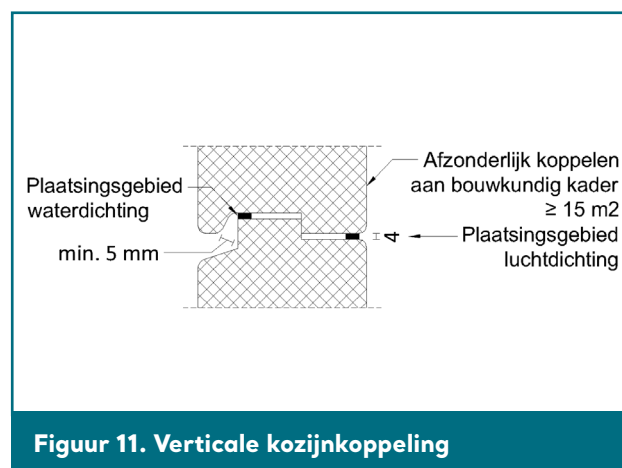 Plaatsingsgebied
waterdichting
min. 5 mm
Afzonderlijk koppelen
aan bouwkundig kader
≥ 15 m2
4
Plaatsingsgebied
luchtdichting
Figuur 11. Verticale kozijnkoppeling